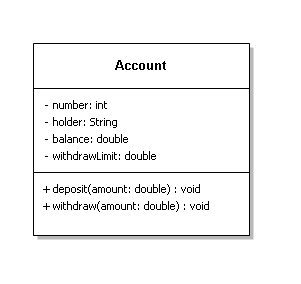 Account
- number: int
- holder: String
- balance: double
- withdrawLimit: double
+ deposit(amount: double) : void
+ withdraw(amount: double) : void